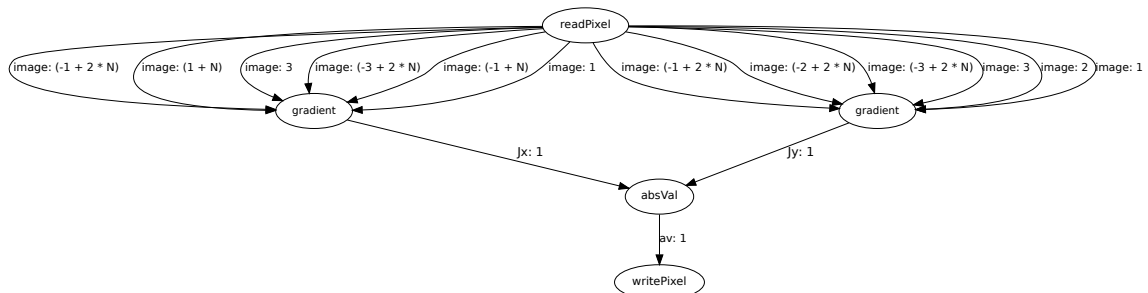 readPixel
image: (-1 + 2 * N)
image: (1 + N)
image: 3
image: (-3 + 2 * N)
image: (-1 + N)
image: 1
image: (-1 + 2 * N)
image: (-2 + 2 * N)
image: (-3 + 2 * N)
image: 3
image: 2
image: 1
gradient
gradient
Jx: 1
Jy: 1
absVal
av: 1
writePixel